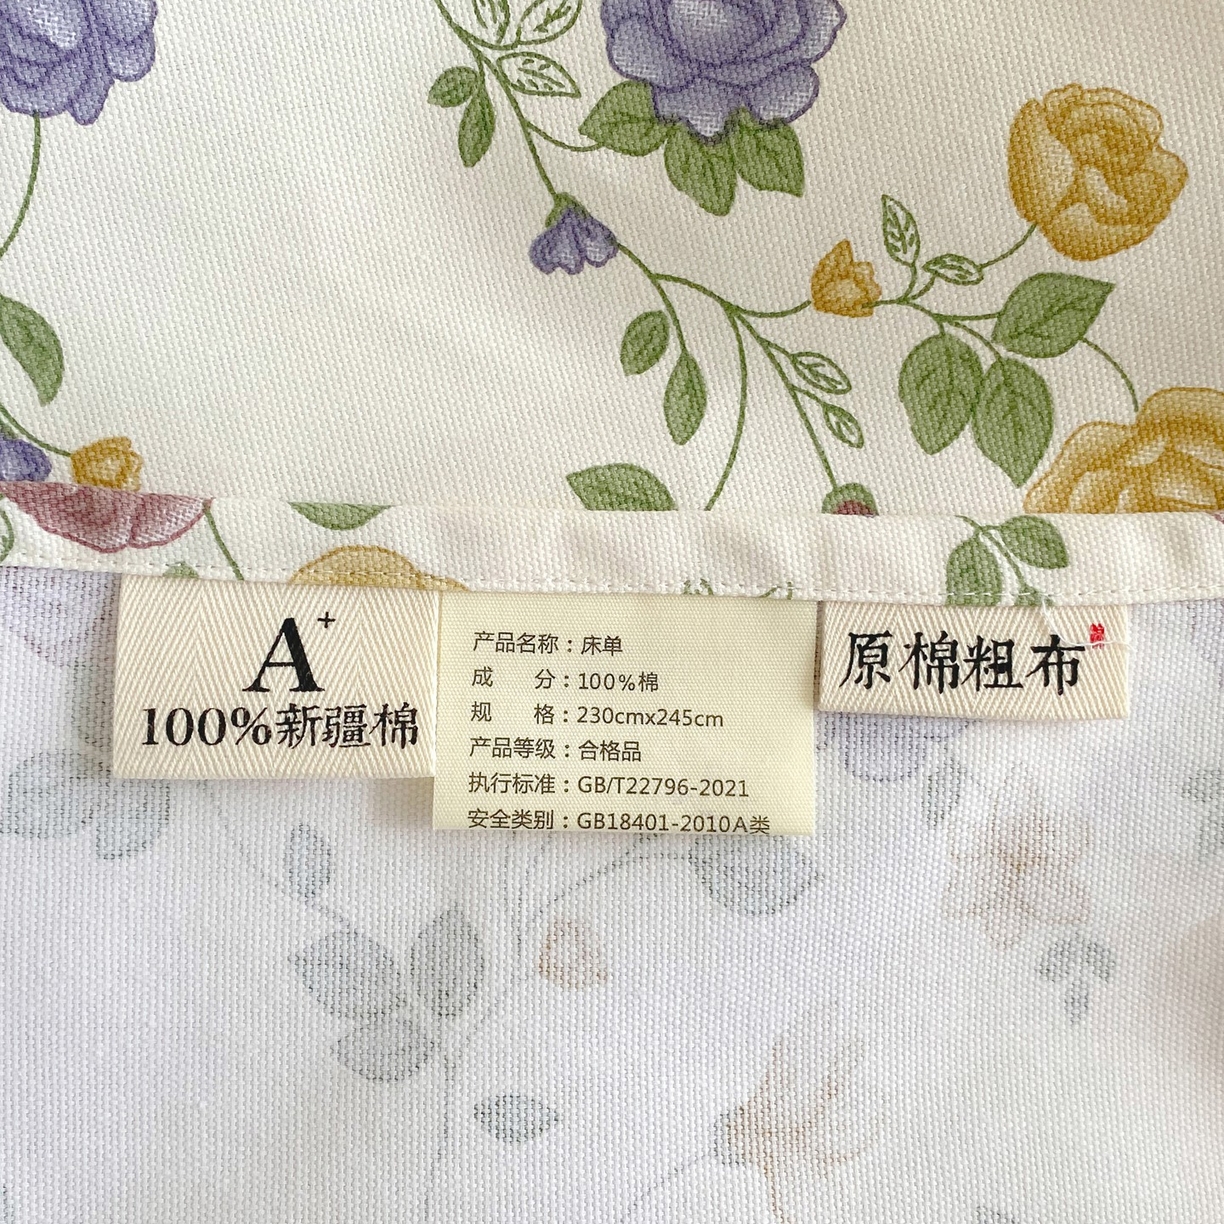 A+
100%新疆棉
产品名称：床单
成 分：100%棉
规 格：230cmx245cm
产品等级：合格品
执行标准：GB/T22796-2021
安全类别：GB18401-2010A类
原棉粗布